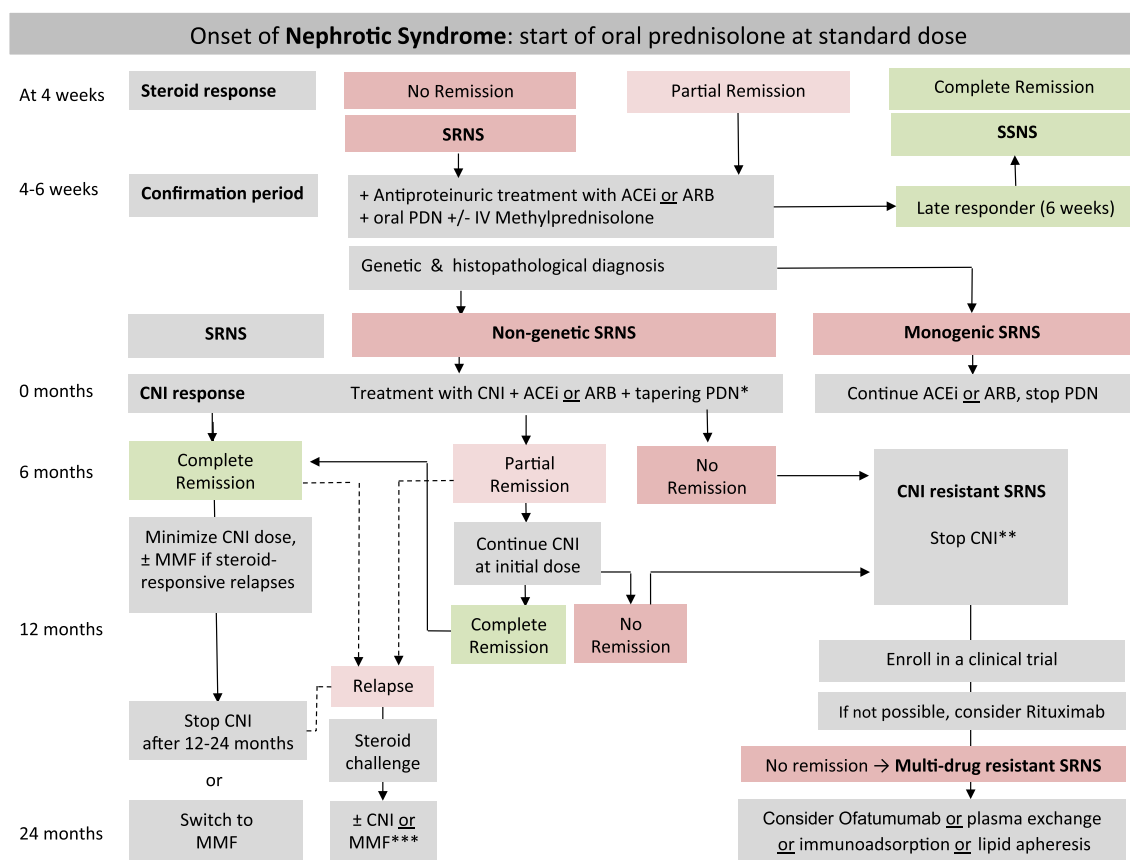 Onset of Nephrotic Syndrome: start of oral prednisolone at standard dose
At 4 weeks
Steroid response
No Remission
Partial Remission
Complete Remission
SRNS
SSNS
4-6 weeks
Confirmation period
+ Antiproteinuric treatment with ACEi or ARB
+ oral PDN +/- IV Methylprednisolone
Late responder (6 weeks)
Genetic & histopathological diagnosis
SRNS
Non-genetic SRNS
Monogenic SRNS
0 months
CNI response
Treatment with CNI + ACEi or ARB + tapering PDN*
Continue ACEi or ARB, stop PDN
6 months
Complete
Remission
Partial
Remission
No
Remission
CNI resistant SRNS
Stop CNI**
Minimize CNI dose,
± MMF if steroid-
responsive relapses
Continue CNI
at initial dose
12 months
Complete
Remission
No
Remission
Enroll in a clinical trial
Relapse
If not possible, consider Rituximab
Stop CNI
after 12-24 months
Steroid
challenge
No remission → Multi-drug resistant SRNS
or
24 months
Switch to
MMF
± CNI or
MMF***
Consider Ofatumumab or plasma exchange
or immunoadsorption or lipid apheresis